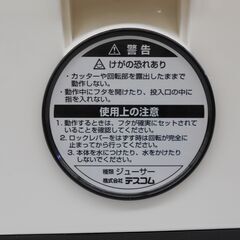 警告
けがの恐れあり
・カッターや回転部を露出したままで
動作しない。
・動作中にフタを開けたり、投入口の中に
指を入れない。
使用上の注意
1. 動作するときは、フタが確実にセットされて
いることを確認してください。
2. ロックレバーをはずす時は回転が完全に
止まってから行ってください。
3. 本体を水につけたり、水をかけたり
しないでください。
種類 ジューサー
株式会社 テスコム